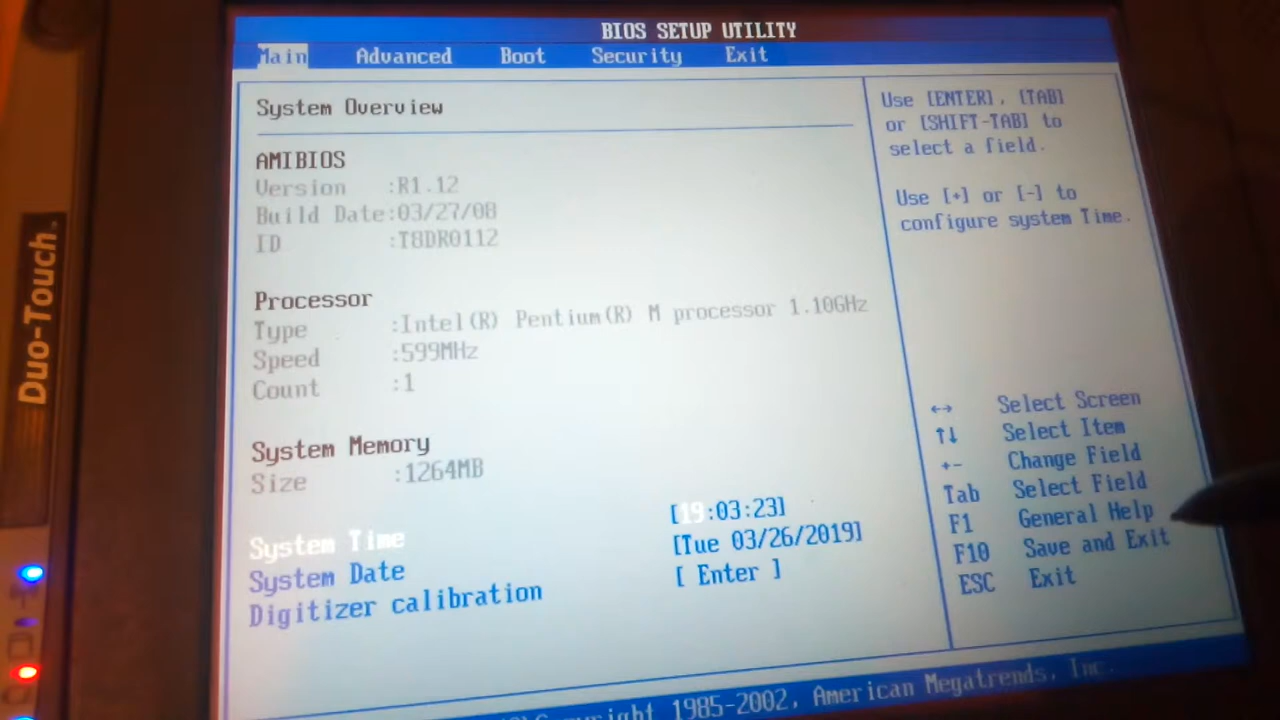 BIOS SETUP UTILITY
Main Advanced Boot Security Exit
System Overview
AMIBIOS
Version :R1.12
Build Date:03/27/08
ID :T8DR0112
Processor
Type :Intel(R) Pentium(R) M processor 1.10GHz
Speed :599MHz
Count :1
System Memory
Size :1264MB
System Time [19:03:23]
System Date [Tue 03/26/2019]
Digitizer calibration [ Enter ]
Use [ENTER], [TAB]
or [SHIFT-TAB] to
select a field.
Use [+] or [-] to
configure system Time.
↔ Select Screen
↑↓ Select Item
+- Change Field
Tab Select Field
F1 General Help
F10 Save and Exit
ESC Exit
Copyright 1985-2002, American Megatrends, Inc.
Duo-Touch